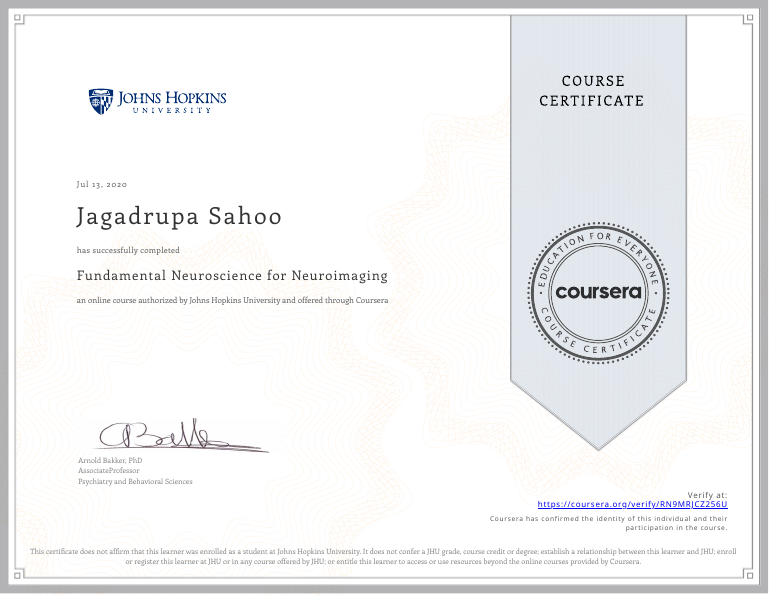 JOHNS HOPKINS
UNIVERSITY
COURSE
CERTIFICATE
Jul 13, 2020
Jagadrupa Sahoo
has successfully completed
Fundamental Neuroscience for Neuroimaging
an online course authorized by Johns Hopkins University and offered through Coursera
EDUCATION FOR EVERYONE
coursera
COURSE CERTIFICATE
Arnold Bakker, PhD
AssociateProfessor
Psychiatry and Behavioral Sciences
Verify at:
https://coursera.org/verify/RN9MRJCZ256U
Coursera has confirmed the identity of this individual and their
participation in the course.
This certificate does not affirm that this learner was enrolled as a student at Johns Hopkins University. It does not confer a JHU grade, course credit or degree; establish a relationship between this learner and JHU; enroll
or register this learner at JHU or in any course offered by JHU; or entitle this learner to access or use resources beyond the online courses provided by Coursera.